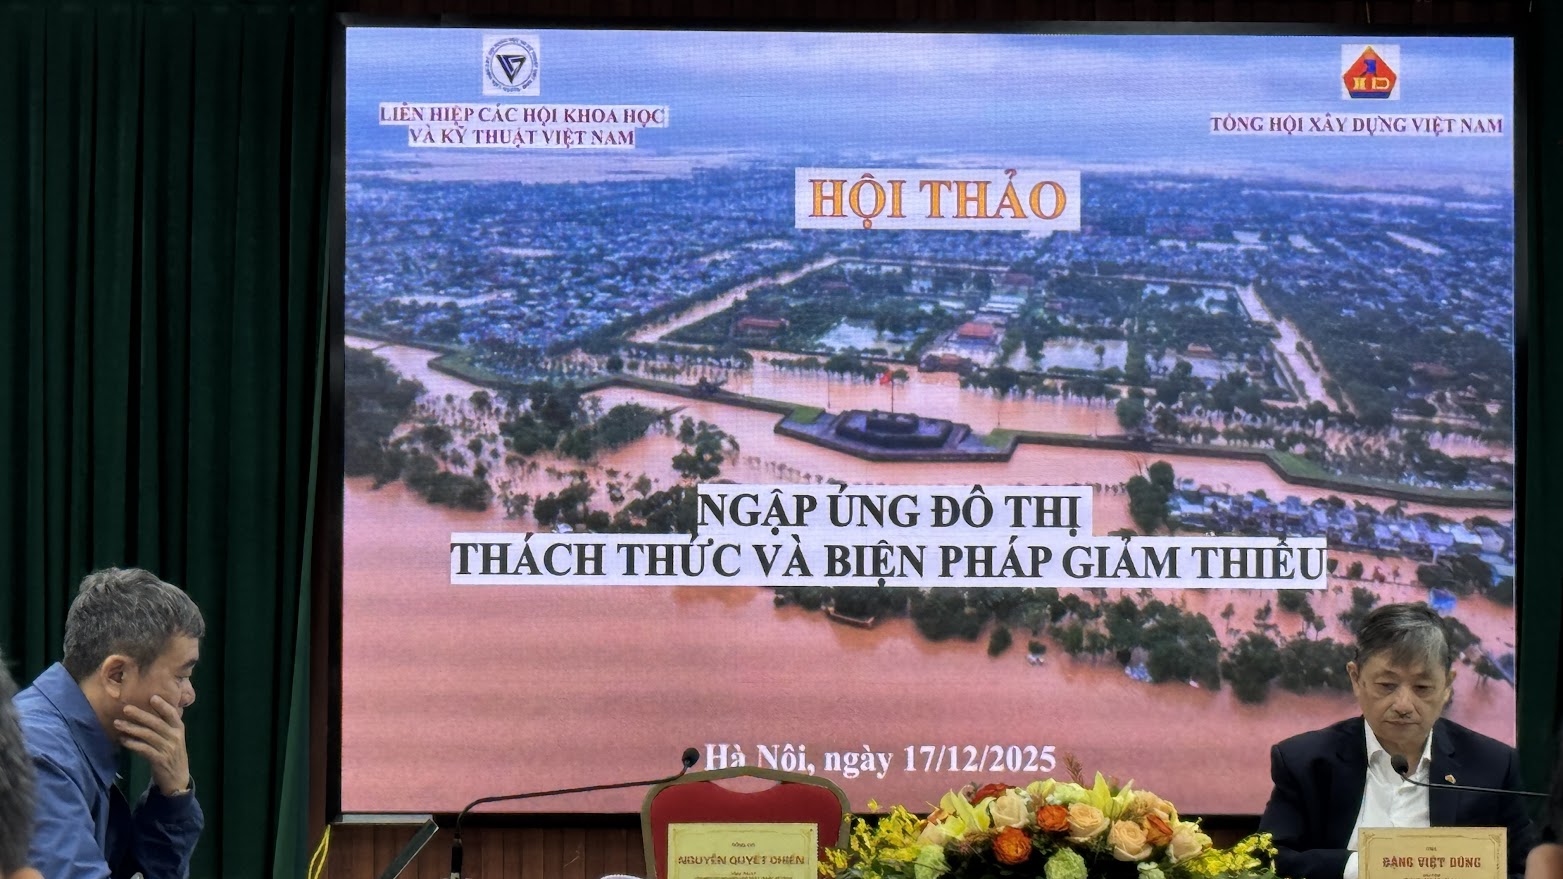 LIÊN HIỆP CÁC HỘI KHOA HỌC
VÀ KỸ THUẬT VIỆT NAM
TỔNG HỘI XÂY DỰNG VIỆT NAM
HỘI THẢO
NGẬP ÚNG ĐÔ THỊ
THÁCH THỨC VÀ BIỆN PHÁP GIẢM THIỂU
Hà Nội, ngày 17/12/2025
NGUYỄN QUYẾT CHIẾN
ĐẶNG VIỆT DŨNG